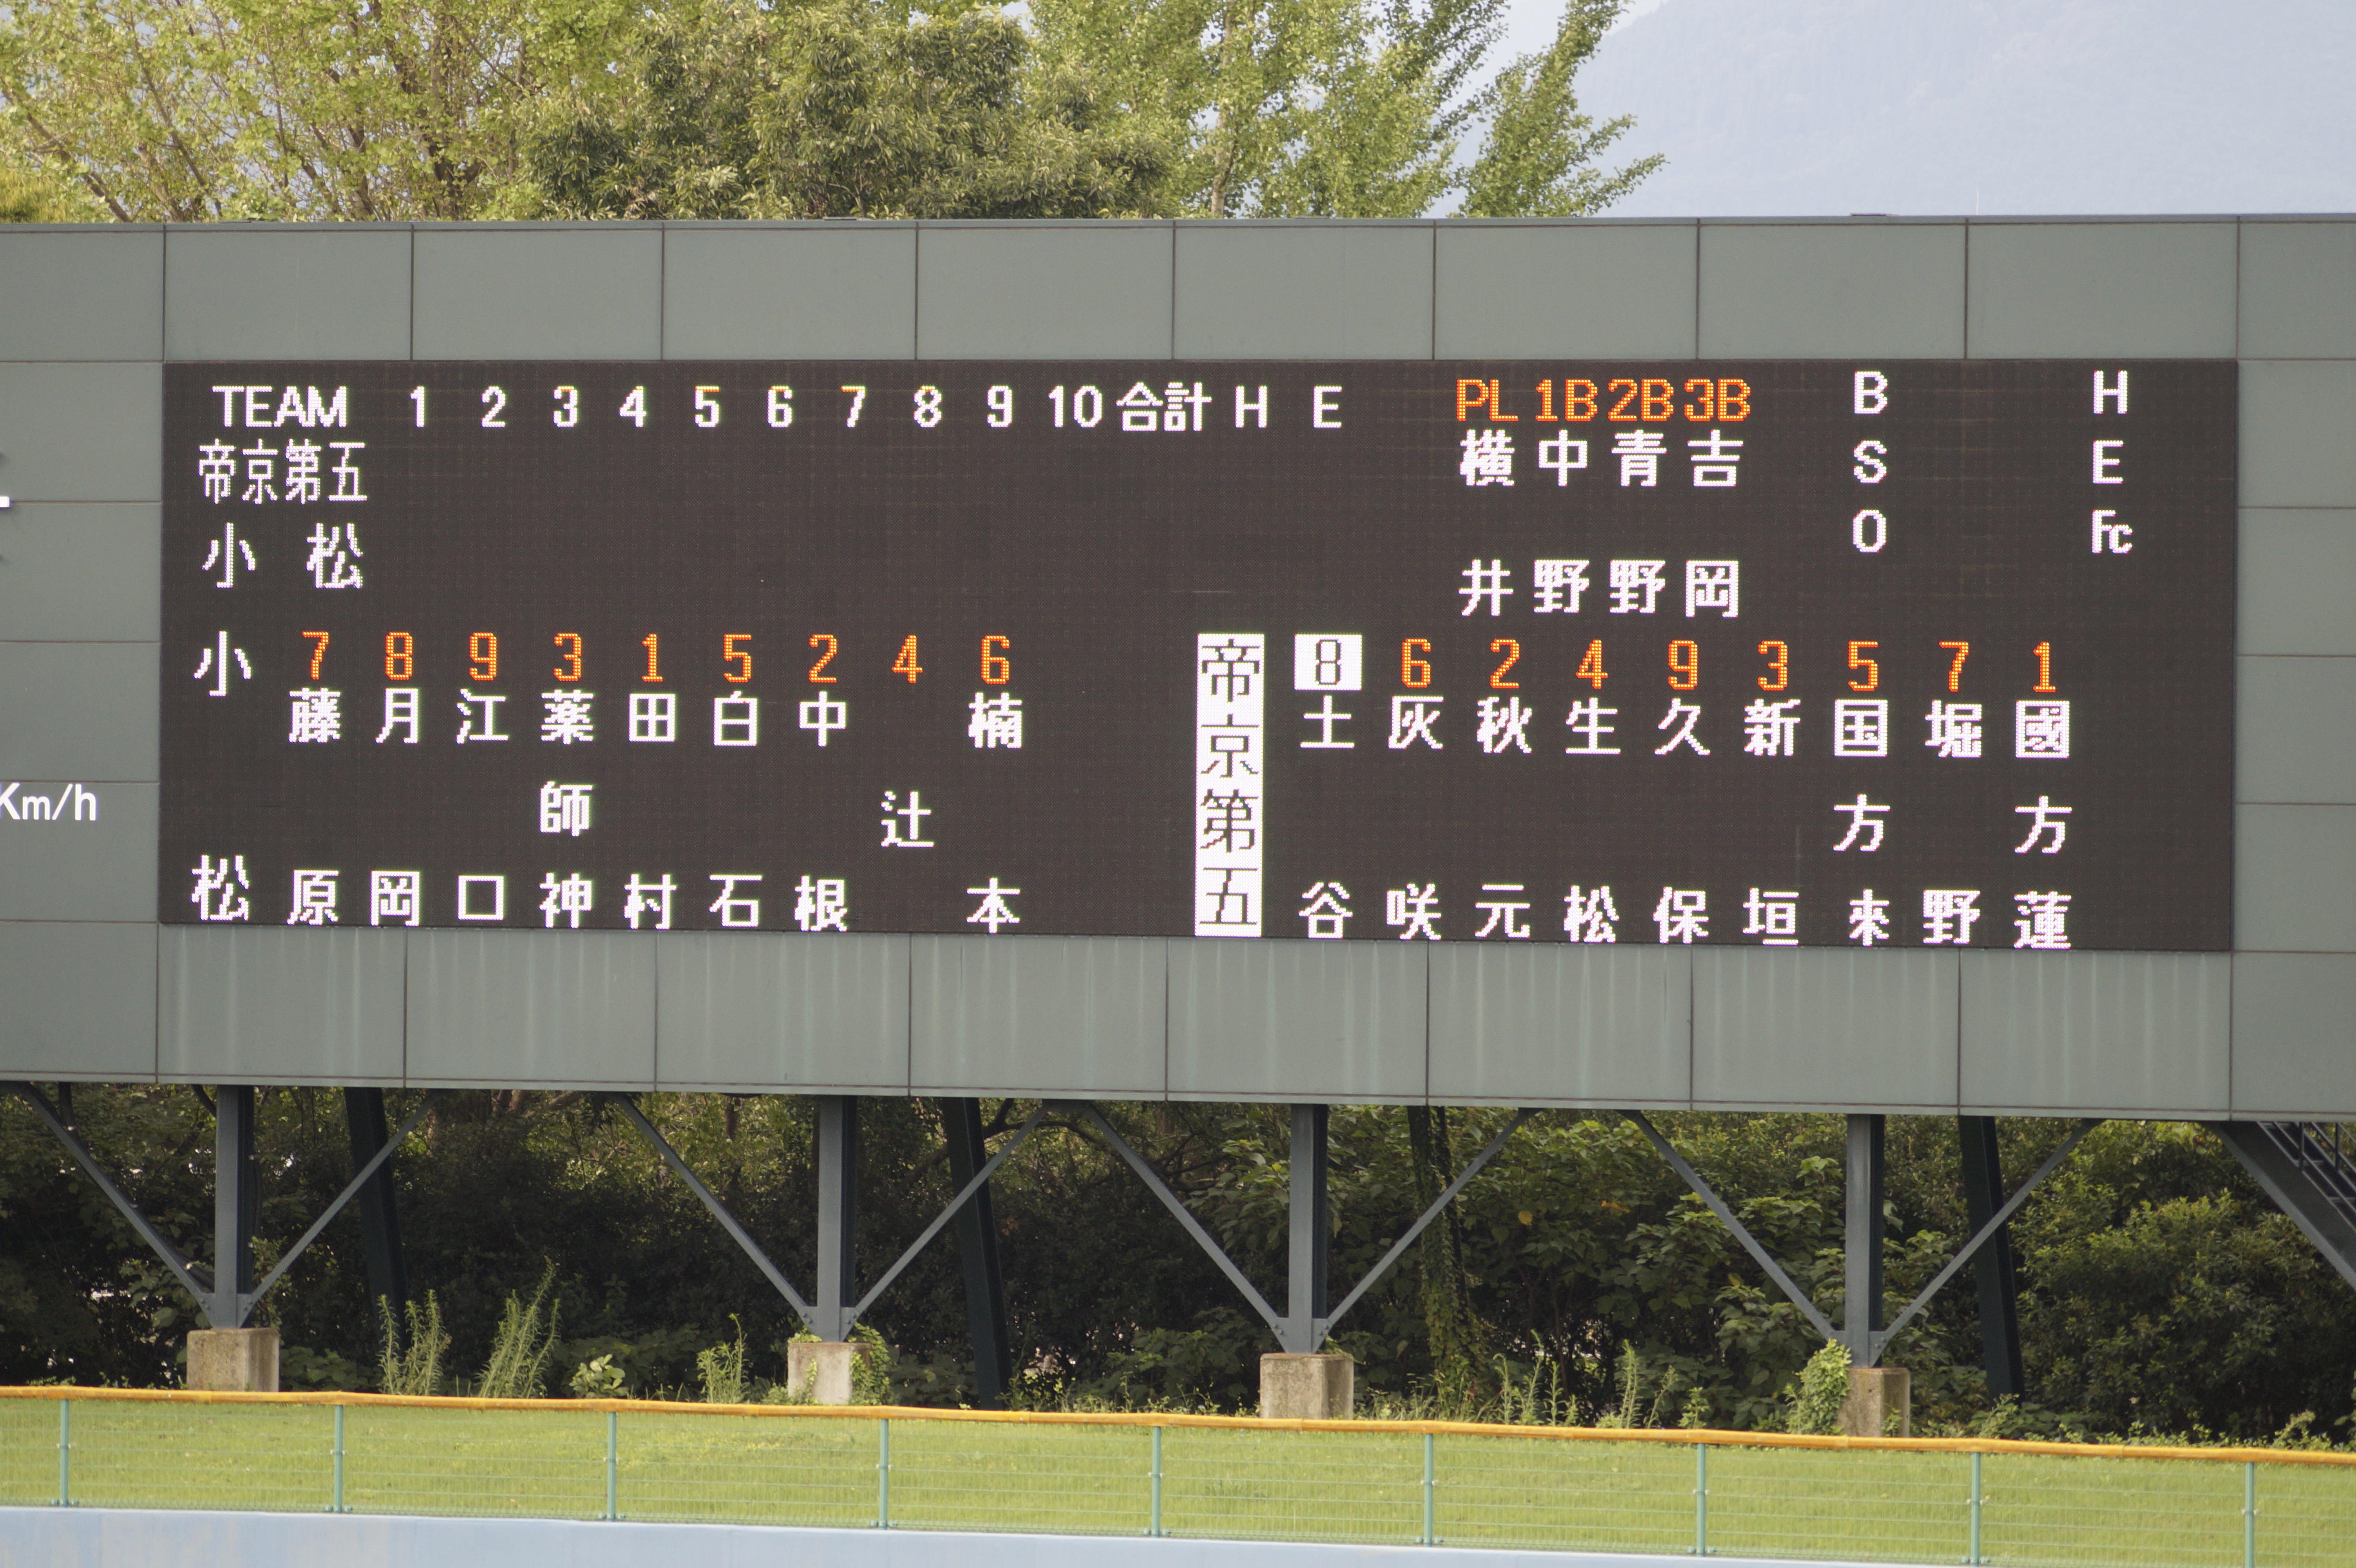 TEAM 1 2 3 4 5 6 7 8 9 10 合計 H E
帝京第五
小松
PL 1B 2B 3B
横井 中野 青野 吉岡
B
S
O
H
E
Fc
小松
7 8 9 3 1 5 2 4 6
藤原 月岡 江口 薬師神 田村 白石 中根 辻 楠本
帝京第五
8 6 2 4 9 3 5 7 1
土谷 灰咲 秋元 生松 久保 新垣 国方来 堀野 國方蓮
Km/h